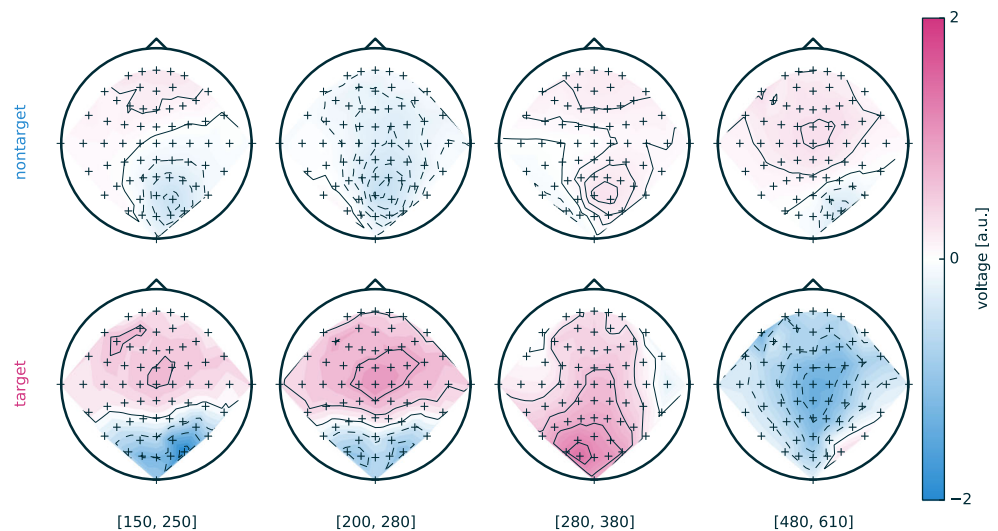 nontarget
target
[150, 250]
[200, 280]
[280, 380]
[480, 610]
2
0
−2
voltage [a.u.]